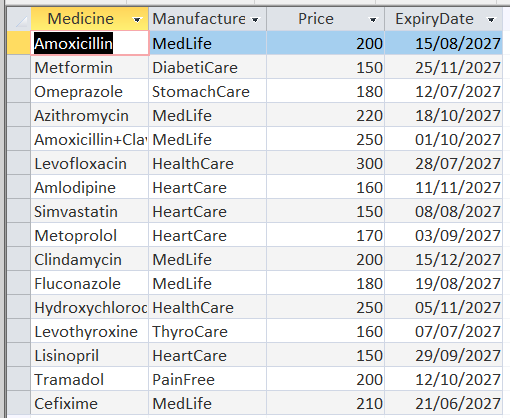 Medicine Manufacture Price ExpiryDate
Amoxicillin MedLife 200 15/08/2027
Metformin DiabetiCare 150 25/11/2027
Omeprazole StomachCare 180 12/07/2027
Azithromycin MedLife 220 18/10/2027
Amoxicillin+Clav MedLife 250 01/10/2027
Levofloxacin HealthCare 300 28/07/2027
Amlodipine HeartCare 160 11/11/2027
Simvastatin HeartCare 150 08/08/2027
Metoprolol HeartCare 170 03/09/2027
Clindamycin MedLife 200 15/12/2027
Fluconazole MedLife 180 19/08/2027
Hydroxychloroq HealthCare 250 05/11/2027
Levothyroxine ThyroCare 160 07/07/2027
Lisinopril HeartCare 150 29/09/2027
Tramadol PainFree 200 12/10/2027
Cefixime MedLife 210 21/06/2027